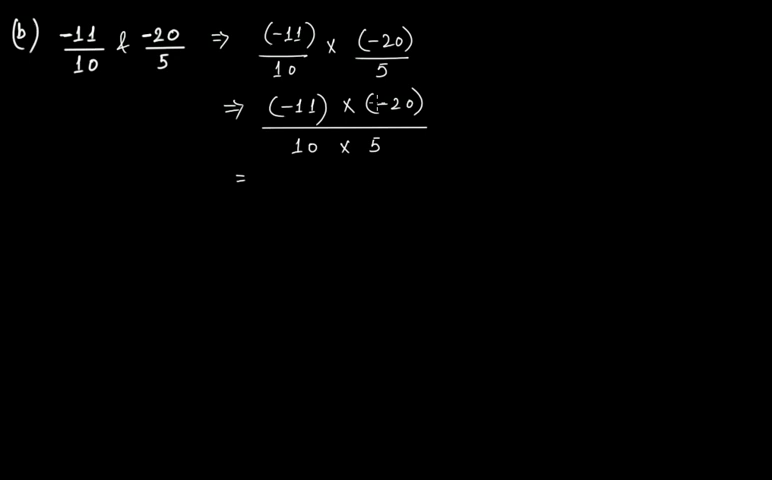 (b) -11/10 & -20/5 ⇒ (-11)/10 × (-20)/5
⇒ (-11) × (-20) / 10 × 5
=